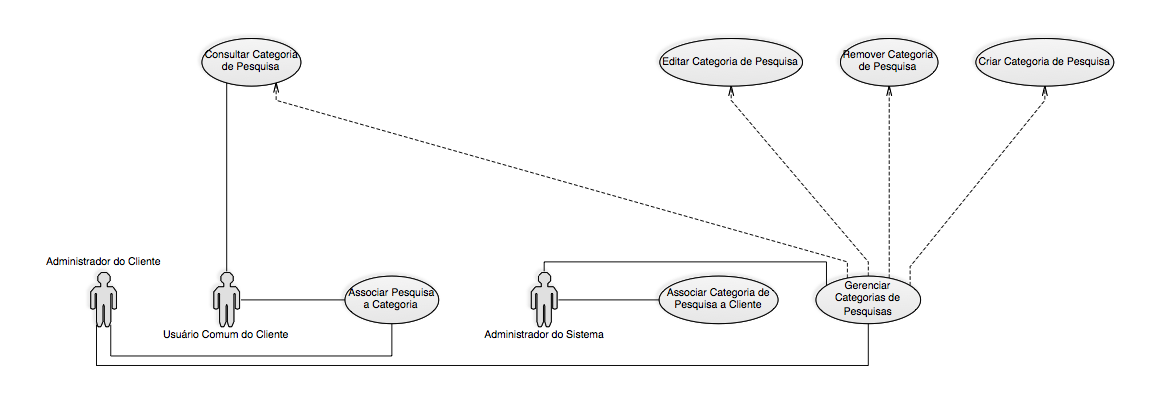 Consultar Categoria
de Pesquisa
Editar Categoria de Pesquisa
Remover Categoria
de Pesquisa
Criar Categoria de Pesquisa
Administrador do Cliente
Usuário Comum do Cliente
Associar Pesquisa
a Categoria
Administrador do Sistema
Associar Categoria de
Pesquisa a Cliente
Gerenciar
Categorias de
Pesquisas